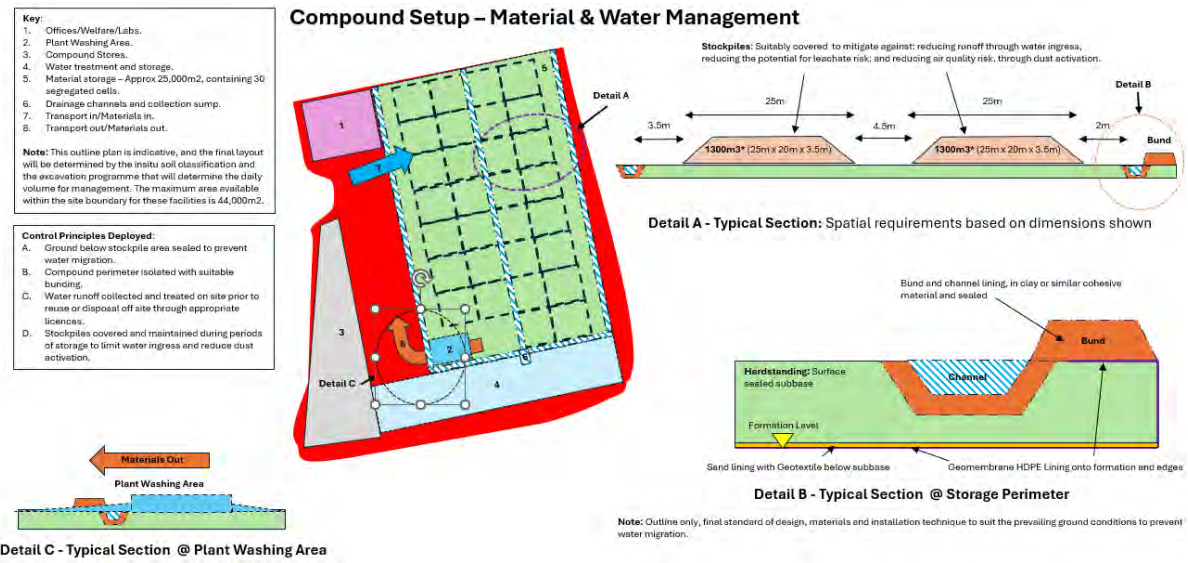 Compound Setup – Material & Water Management
Key:
1. Offices/Welfare/Labs.
2. Plant Washing Area.
3. Compound Stores.
4. Water treatment and storage.
5. Material storage – Approx 25,000m2, containing 30
segregated cells.
6. Drainage channels and collection sump.
7. Transport in/Materials in.
8. Transport out/Materials out.
Note: This outline plan is indicative, and the final layout
will be determined by the insitu soil classification and
the excavation programme that will determine the daily
volume for management. The maximum area available
within the site boundary for these facilities is 44,000m2.
Control Principles Deployed:
A. Ground below stockpile area sealed to prevent
water migration.
B. Compound perimeter isolated with suitable
bunding.
C. Water runoff collected and treated on site prior to
reuse or disposal off site through appropriate
licences.
D. Stockpiles covered and maintained during periods
of storage to limit water ingress and reduce dust
activation.
1
7
5
Detail A
3
8
2
6
4
Detail C
Stockpiles: Suitably covered to mitigate against: reducing runoff through water ingress,
reducing the potential for leachate risk; and reducing air quality risk, through dust activation.
Detail B
25m
25m
3.5m
4.5m
2m
Bund
1300m3* (25m x 20m x 3.5m)
1300m3* (25m x 20m x 3.5m)
Detail A - Typical Section: Spatial requirements based on dimensions shown
Bund and channel lining, in clay or similar cohesive
material and sealed
Bund
Hardstanding: Surface
sealed subbase
Channel
Formation Level
Sand lining with Geotextile below subbase
Geomembrane HDPE Lining onto formation and edges
Detail B - Typical Section @ Storage Perimeter
Note: Outline only, final standard of design, materials and installation technique to suit the prevailing ground conditions to prevent
water migration.
Materials Out
Plant Washing Area
Detail C - Typical Section @ Plant Washing Area